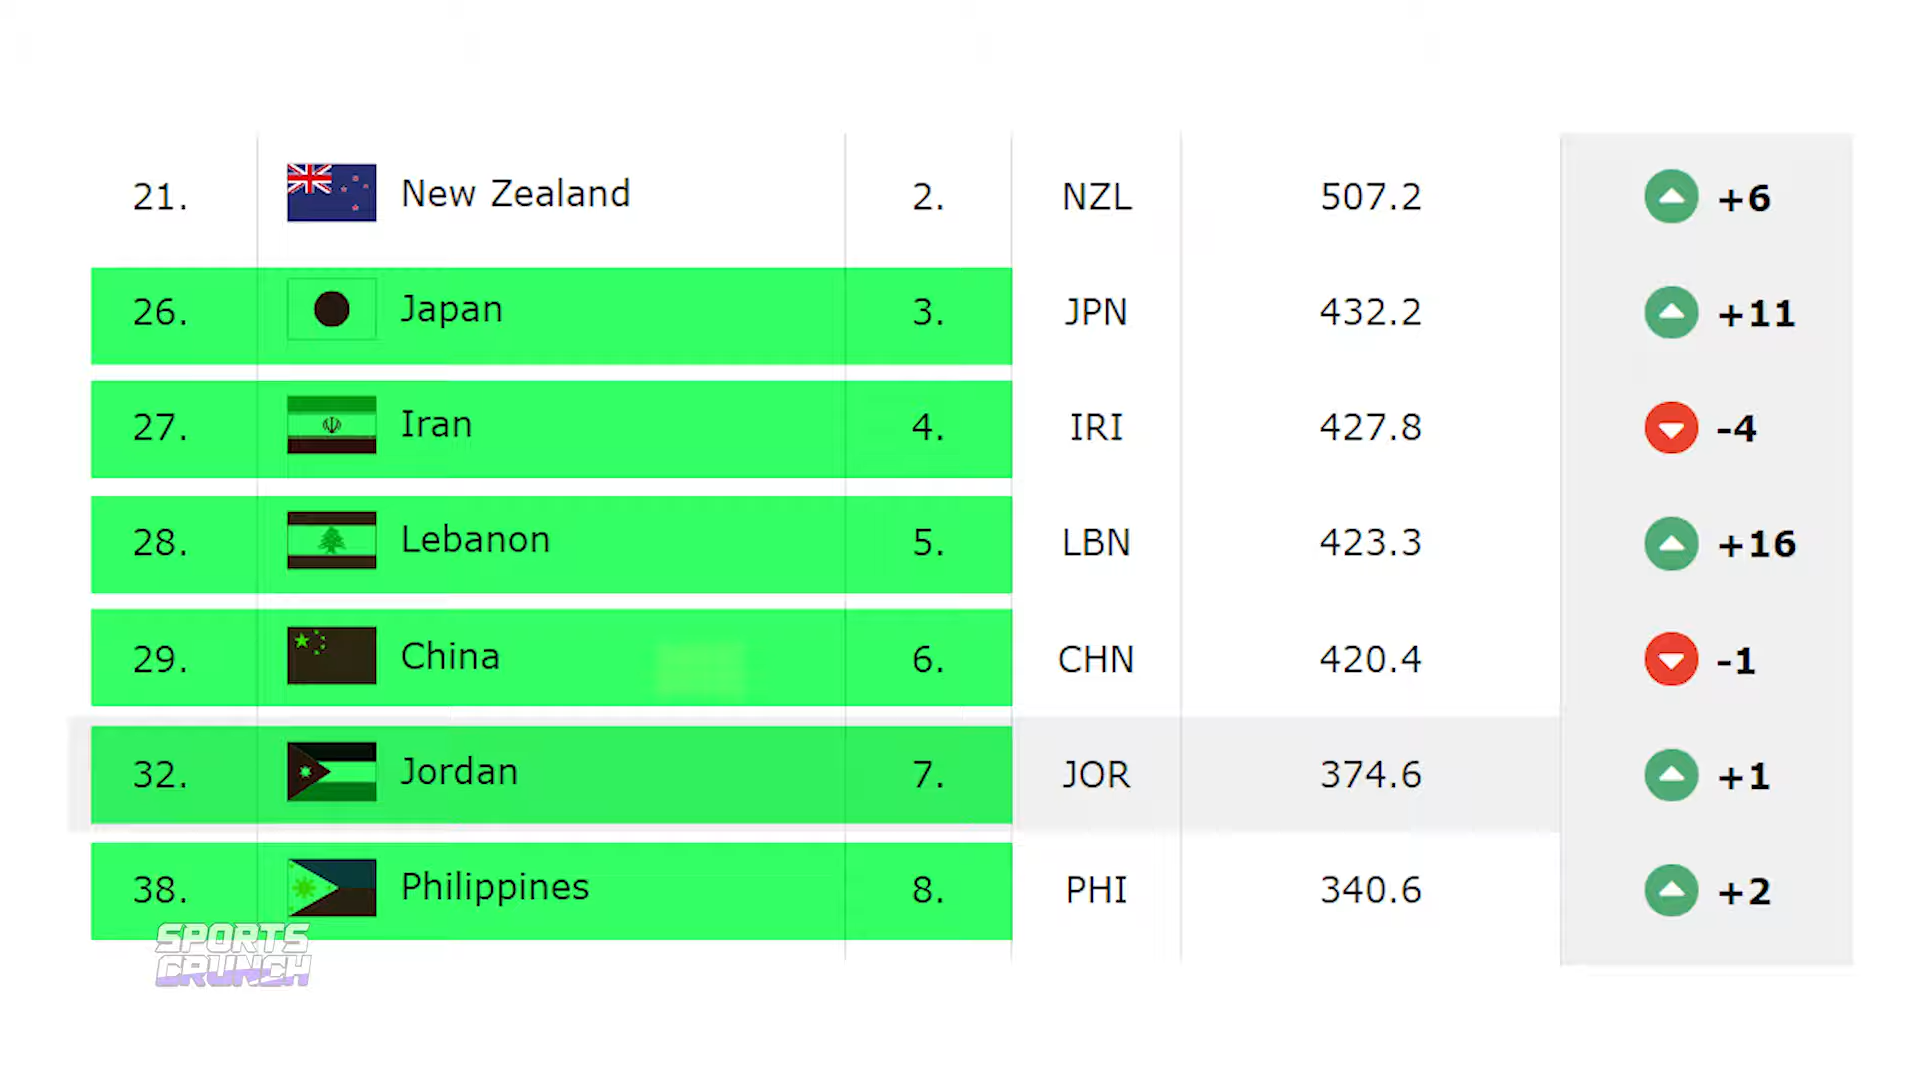 21. New Zealand 2. NZL 507.2 +6
26. Japan 3. JPN 432.2 +11
27. Iran 4. IRI 427.8 -4
28. Lebanon 5. LBN 423.3 +16
29. China 6. CHN 420.4 -1
32. Jordan 7. JOR 374.6 +1
38. Philippines 8. PHI 340.6 +2
SPORTS
CRUNCH